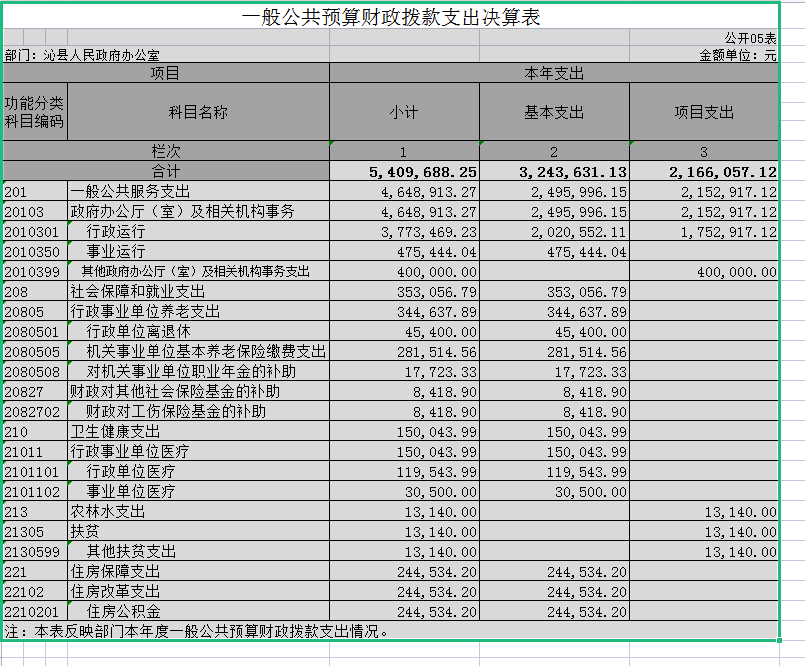 一般公共预算财政拨款支出决算表
公开05表
部门：沁县人民政府办公室 金额单位：元
项目 本年支出
功能分类科目编码 科目名称 小计 基本支出 项目支出
栏次 1 2 3
合计 5,409,688.25 3,243,631.13 2,166,057.12
201 一般公共服务支出 4,648,913.27 2,495,996.15 2,152,917.12
20103 政府办公厅（室）及相关机构事务 4,648,913.27 2,495,996.15 2,152,917.12
2010301 行政运行 3,773,469.23 2,020,552.11 1,752,917.12
2010350 事业运行 475,444.04 475,444.04
2010399 其他政府办公厅（室）及相关机构事务支出 400,000.00 400,000.00
208 社会保障和就业支出 353,056.79 353,056.79
20805 行政事业单位养老支出 344,637.89 344,637.89
2080501 行政单位离退休 45,400.00 45,400.00
2080505 机关事业单位基本养老保险缴费支出 281,514.56 281,514.56
2080508 对机关事业单位职业年金的补助 17,723.33 17,723.33
20827 财政对其他社会保险基金的补助 8,418.90 8,418.90
2082702 财政对工伤保险基金的补助 8,418.90 8,418.90
210 卫生健康支出 150,043.99 150,043.99
21011 行政事业单位医疗 150,043.99 150,043.99
2101101 行政单位医疗 119,543.99 119,543.99
2101102 事业单位医疗 30,500.00 30,500.00
213 农林水支出 13,140.00 13,140.00
21305 扶贫 13,140.00 13,140.00
2130599 其他扶贫支出 13,140.00 13,140.00
221 住房保障支出 244,534.20 244,534.20
22102 住房改革支出 244,534.20 244,534.20
2210201 住房公积金 244,534.20 244,534.20
注：本表反映部门本年度一般公共预算财政拨款支出情况。